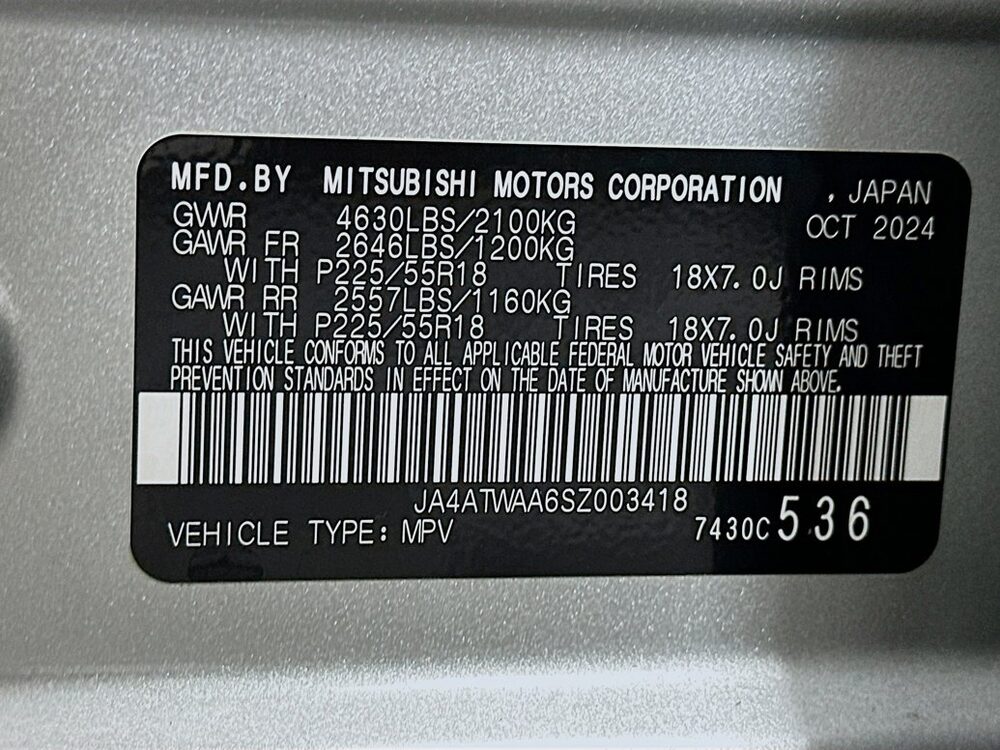 MFD.BY MITSUBISHI MOTORS CORPORATION , JAPAN
GVWR 4630LBS/2100KG OCT 2024
GAWR FR 2646LBS/1200KG
WITH P225/55R18 TIRES 18X7.0J RIMS
GAWR RR 2557LBS/1160KG
WITH P225/55R18 TIRES 18X7.0J RIMS
THIS VEHICLE CONFORMS TO ALL APPLICABLE FEDERAL MOTOR VEHICLE SAFETY AND THEFT
PREVENTION STANDARDS IN EFFECT ON THE DATE OF MANUFACTURE SHOWN ABOVE.
JA4ATWAA6SZ003418
VEHICLE TYPE: MPV 7430C 536